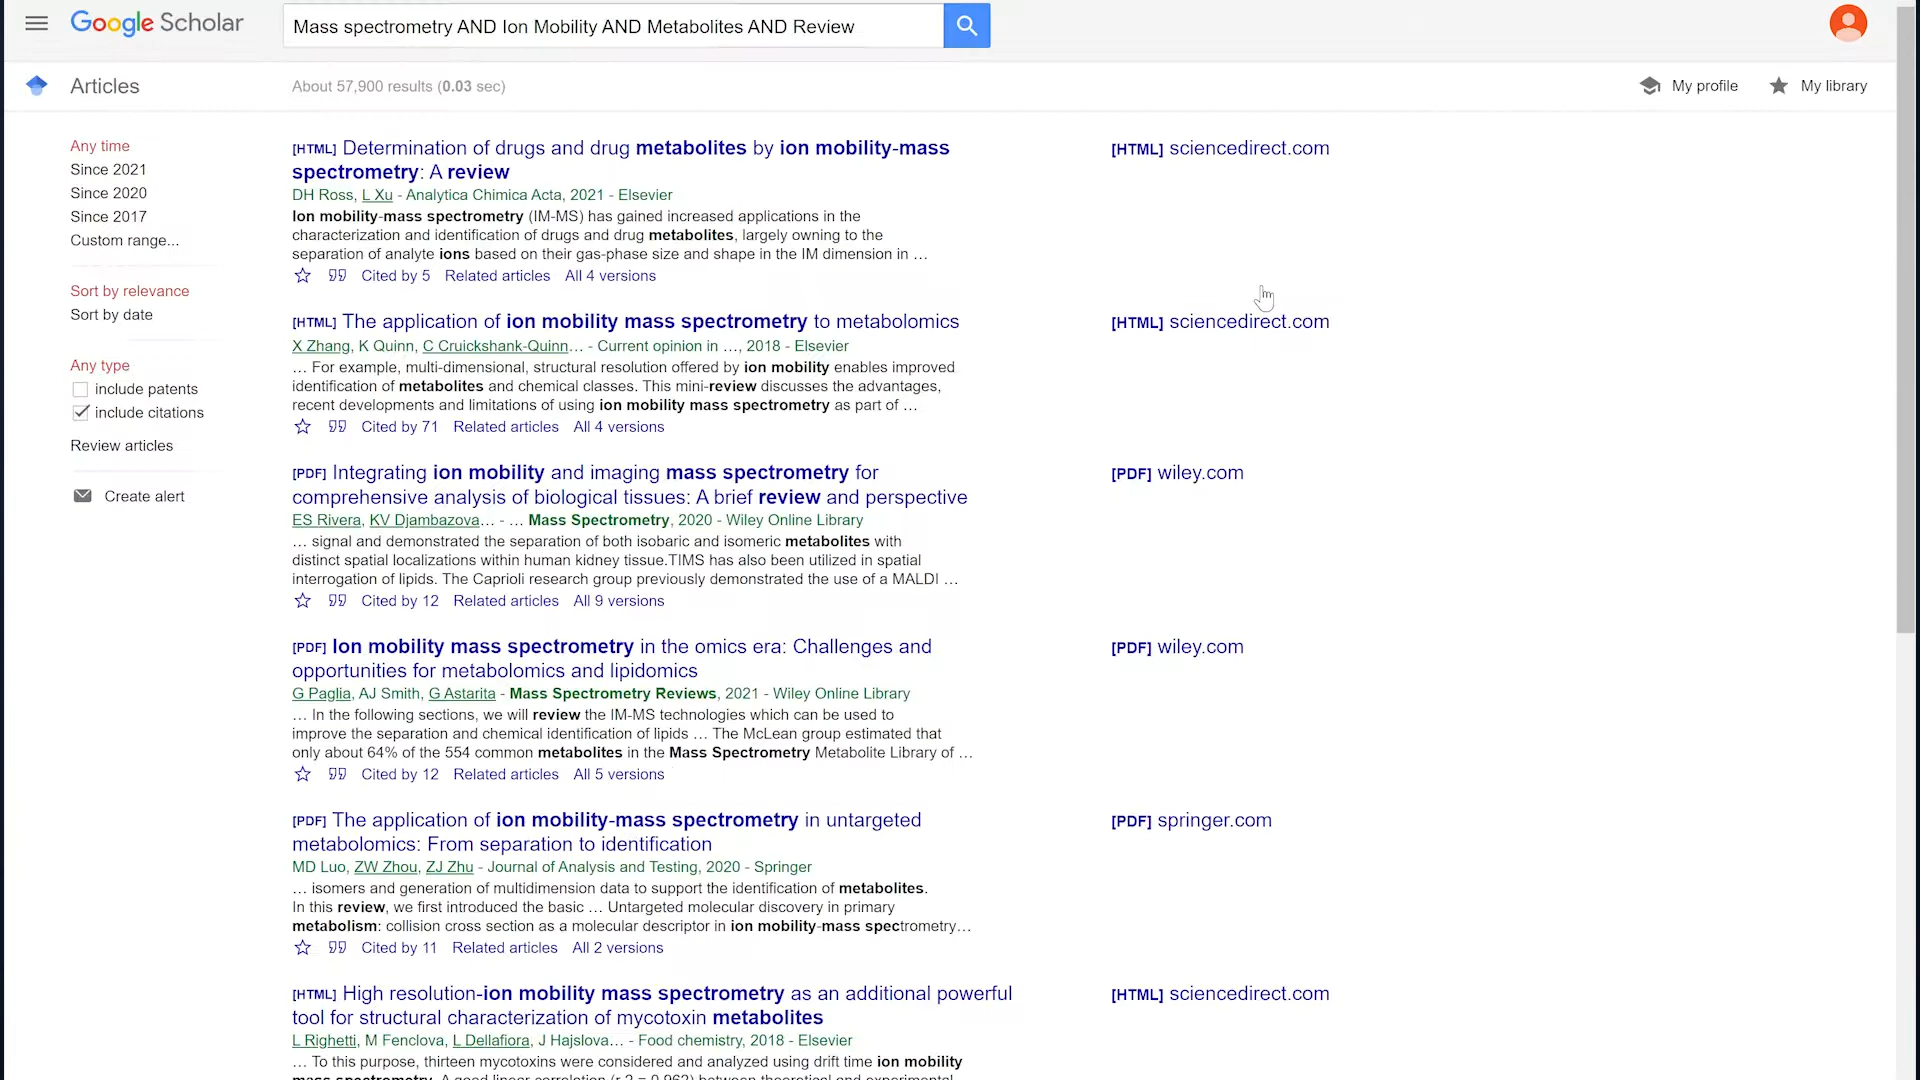 Google Scholar
Mass spectrometry AND Ion Mobility AND Metabolites AND Review
Articles
About 57,900 results (0.03 sec)
My profile
My library
Any time
Since 2021
Since 2020
Since 2017
Custom range...
Sort by relevance
Sort by date
Any type
include patents
include citations
Review articles
Create alert
[HTML] Determination of drugs and drug metabolites by ion mobility-mass
spectrometry: A review
DH Ross, L Xu - Analytica Chimica Acta, 2021 - Elsevier
Ion mobility-mass spectrometry (IM-MS) has gained increased applications in the
characterization and identification of drugs and drug metabolites, largely owning to the
separation of analyte ions based on their gas-phase size and shape in the IM dimension in …
Cited by 5 Related articles All 4 versions
[HTML] sciencedirect.com
[HTML] The application of ion mobility mass spectrometry to metabolomics
X Zhang, K Quinn, C Cruickshank-Quinn… - Current opinion in …, 2018 - Elsevier
… For example, multi-dimensional, structural resolution offered by ion mobility enables improved
identification of metabolites and chemical classes. This mini-review discusses the advantages,
recent developments and limitations of using ion mobility mass spectrometry as part of …
Cited by 71 Related articles All 4 versions
[HTML] sciencedirect.com
[PDF] Integrating ion mobility and imaging mass spectrometry for
comprehensive analysis of biological tissues: A brief review and perspective
ES Rivera, KV Djambazova… - … Mass Spectrometry, 2020 - Wiley Online Library
… signal and demonstrated the separation of both isobaric and isomeric metabolites with
distinct spatial localizations within human kidney tissue.TIMS has also been utilized in spatial
interrogation of lipids. The Caprioli research group previously demonstrated the use of a MALDI …
Cited by 12 Related articles All 9 versions
[PDF] wiley.com
[PDF] Ion mobility mass spectrometry in the omics era: Challenges and
opportunities for metabolomics and lipidomics
G Paglia, AJ Smith, G Astarita - Mass Spectrometry Reviews, 2021 - Wiley Online Library
… In the following sections, we will review the IM-MS technologies which can be used to
improve the separation and chemical identification of lipids … The McLean group estimated that
only about 64% of the 554 common metabolites in the Mass Spectrometry Metabolite Library of …
Cited by 12 Related articles All 5 versions
[PDF] wiley.com
[PDF] The application of ion mobility-mass spectrometry in untargeted
metabolomics: From separation to identification
MD Luo, ZW Zhou, ZJ Zhu - Journal of Analysis and Testing, 2020 - Springer
… isomers and generation of multidimension data to support the identification of metabolites.
In this review, we first introduced the basic … Untargeted molecular discovery in primary
metabolism: collision cross section as a molecular descriptor in ion mobility-mass spectrometry…
Cited by 11 Related articles All 2 versions
[PDF] springer.com
[HTML] High resolution-ion mobility mass spectrometry as an additional powerful
tool for structural characterization of mycotoxin metabolites
L Righetti, M Fenclova, L Dellafiora, J Hajslova… - Food chemistry, 2018 - Elsevier
… To this purpose, thirteen mycotoxins were considered and analyzed using drift time ion mobility
mass spectrometry. A good linear correlation (r 2 = 0.962) between theoretical and experimental
[HTML] sciencedirect.com